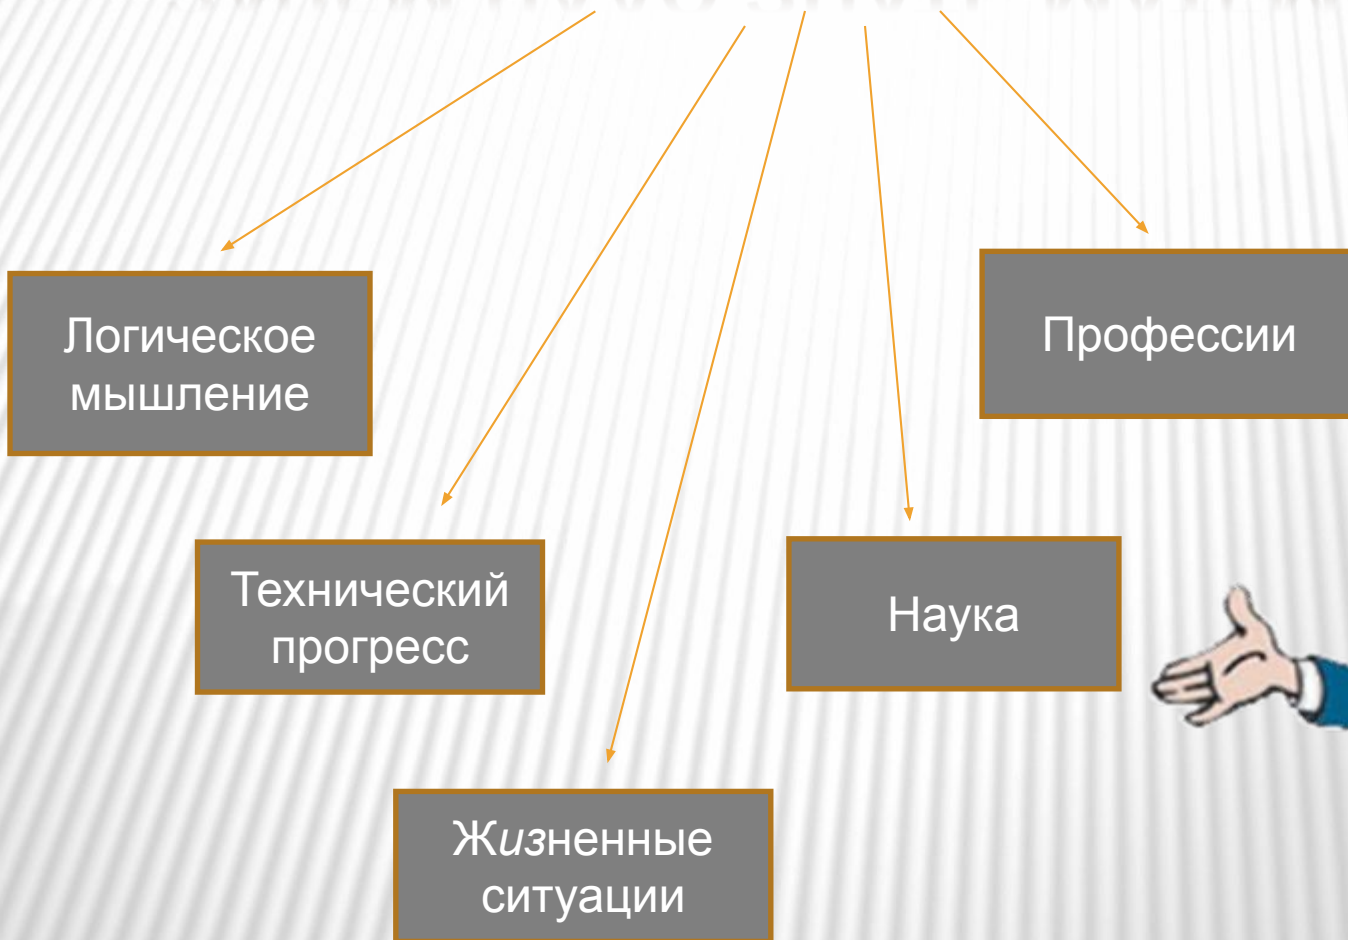 Логическое
мышление
Профессии
Технический
прогресс
Наука
Жизненные
ситуации